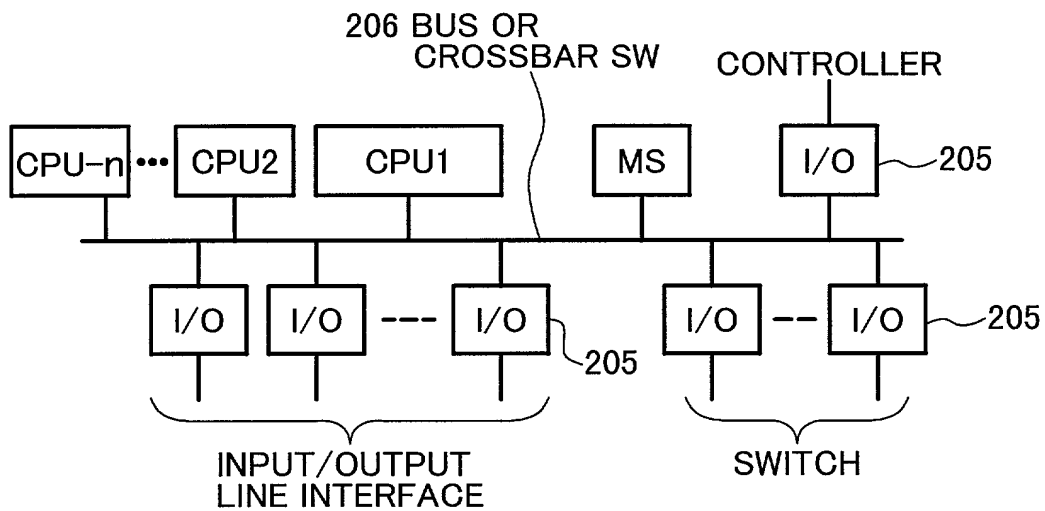 206 BUS OR
CROSSBAR SW
CONTROLLER
CPU-n
CPU2
CPU1
MS
I/O
205
I/O
I/O
I/O
205
I/O
I/O
205
INPUT/OUTPUT
LINE INTERFACE
SWITCH